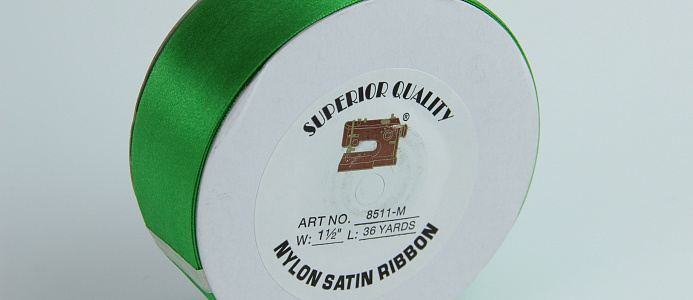 SUPERIOR QUALITY
®
ART NO. 8511-M
W: 1½" L: 36 YARDS
NYLON SATIN RIBBON